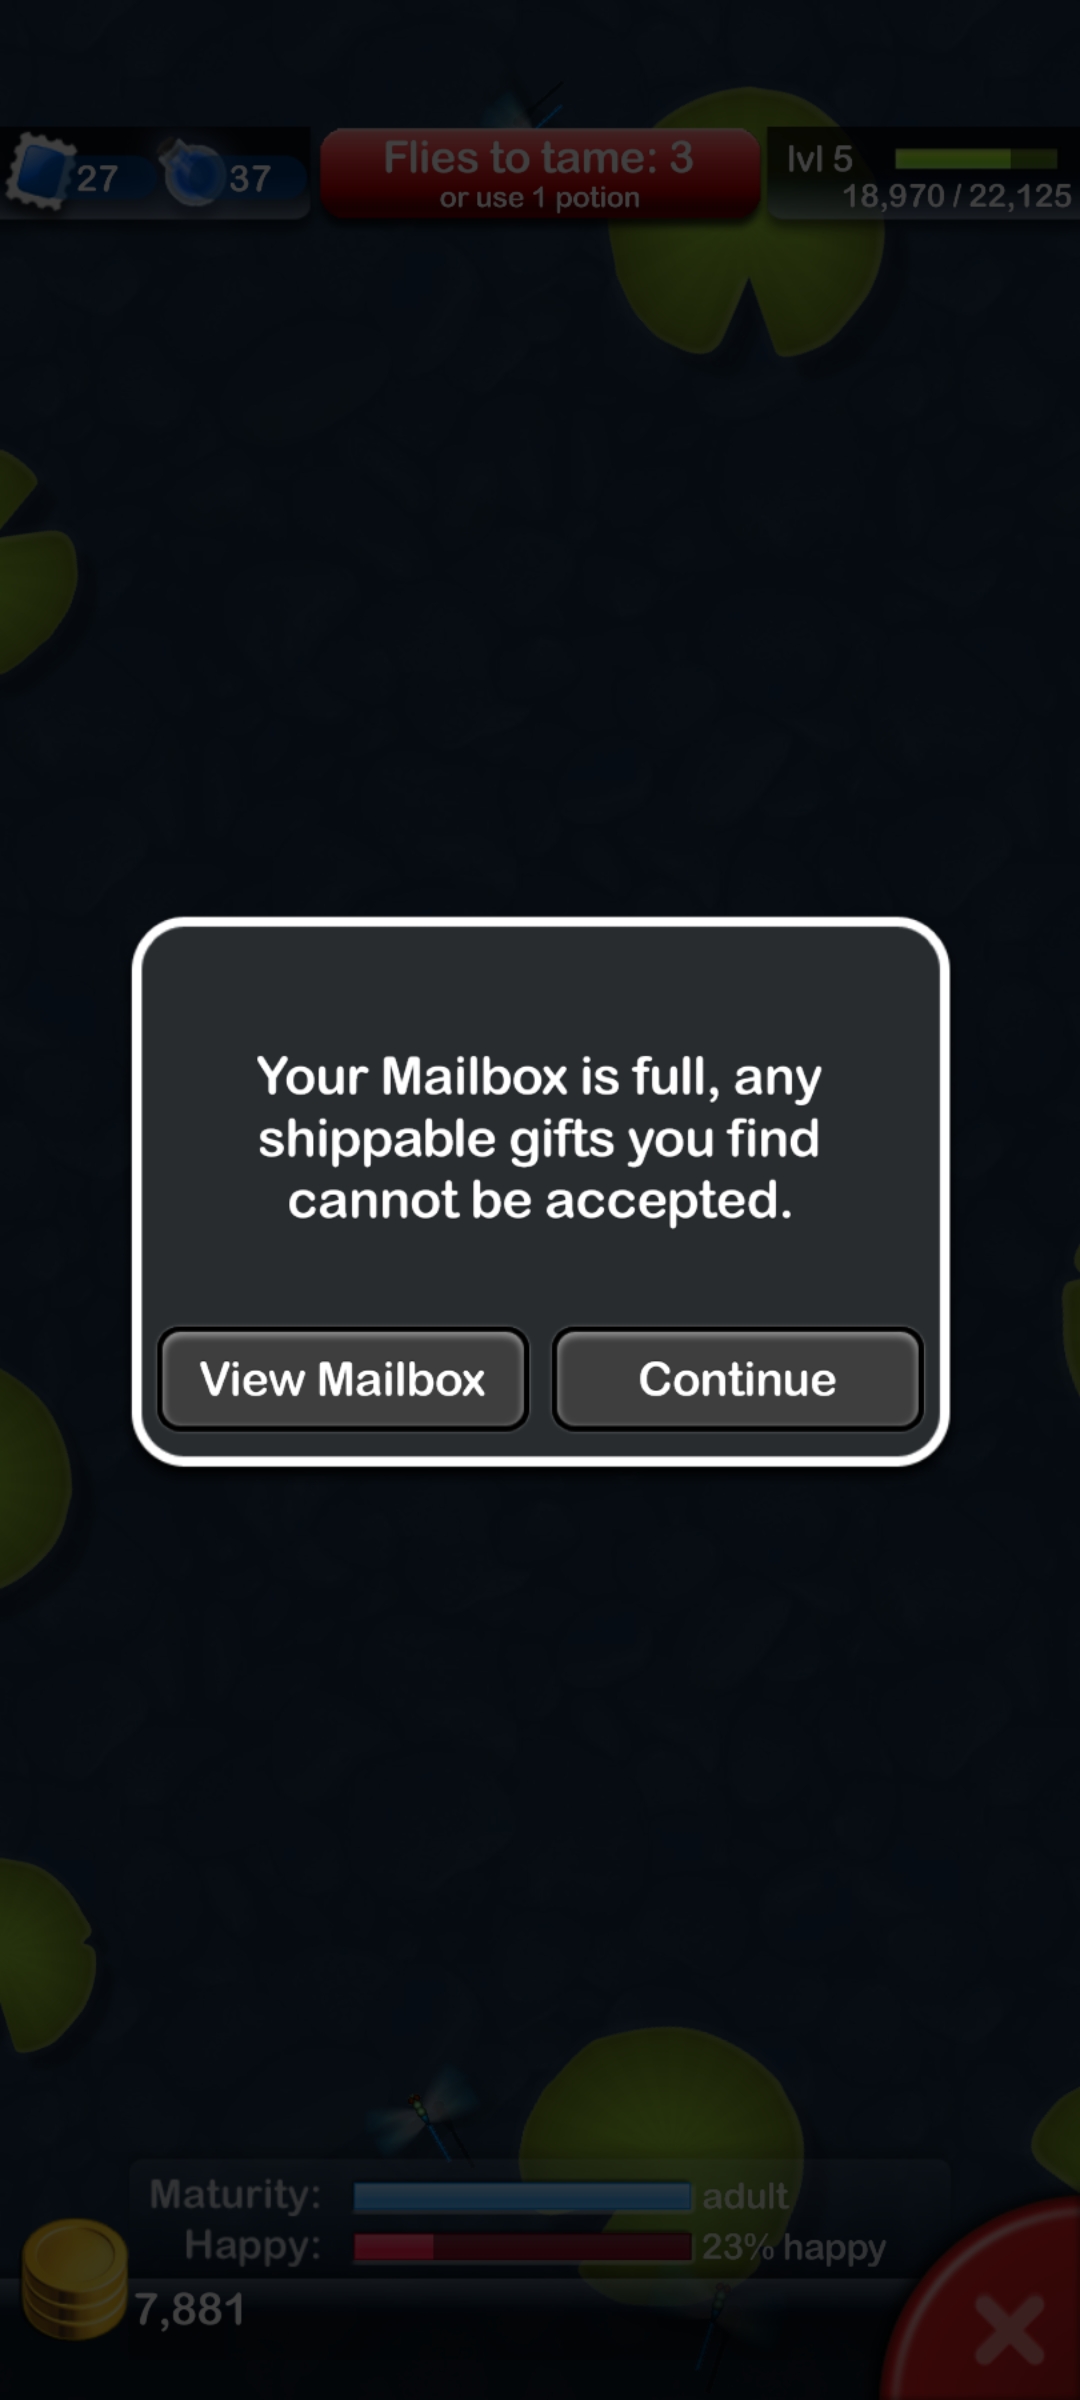 27
37
Flies to tame: 3
or use 1 potion
lvl 5
18,970 / 22,125
Your Mailbox is full, any
shippable gifts you find
cannot be accepted.
View Mailbox
Continue
Maturity:
adult
Happy:
23% happy
7,881